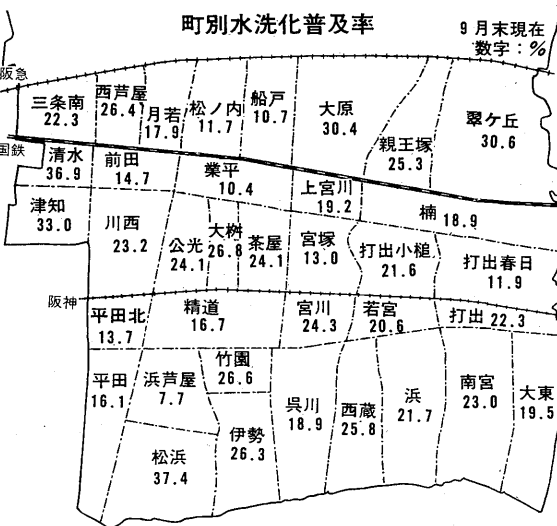 町別水洗化普及率
9月末現在
数字：%
阪急
三条南
22.3
西芦屋
26.4
月若
17.9
松ノ内
11.7
船戸
10.7
大原
30.4
親王塚
25.3
翠ケ丘
30.6
国鉄
清水
36.9
前田
14.7
業平
10.4
上宮川
19.2
楠 18.9
津知
33.0
川西
23.2
公光
24.1
大桝
26.8
茶屋
24.1
宮塚
13.0
打出小槌
21.6
打出春日
11.9
阪神
平田北
13.7
精道
16.7
宮川
24.3
若宮
20.6
打出 22.3
平田
16.1
浜芦屋
7.7
竹園
26.6
呉川
18.9
西蔵
25.8
浜
21.7
南宮
23.0
大東
19.5
松浜
37.4
伊勢
26.3